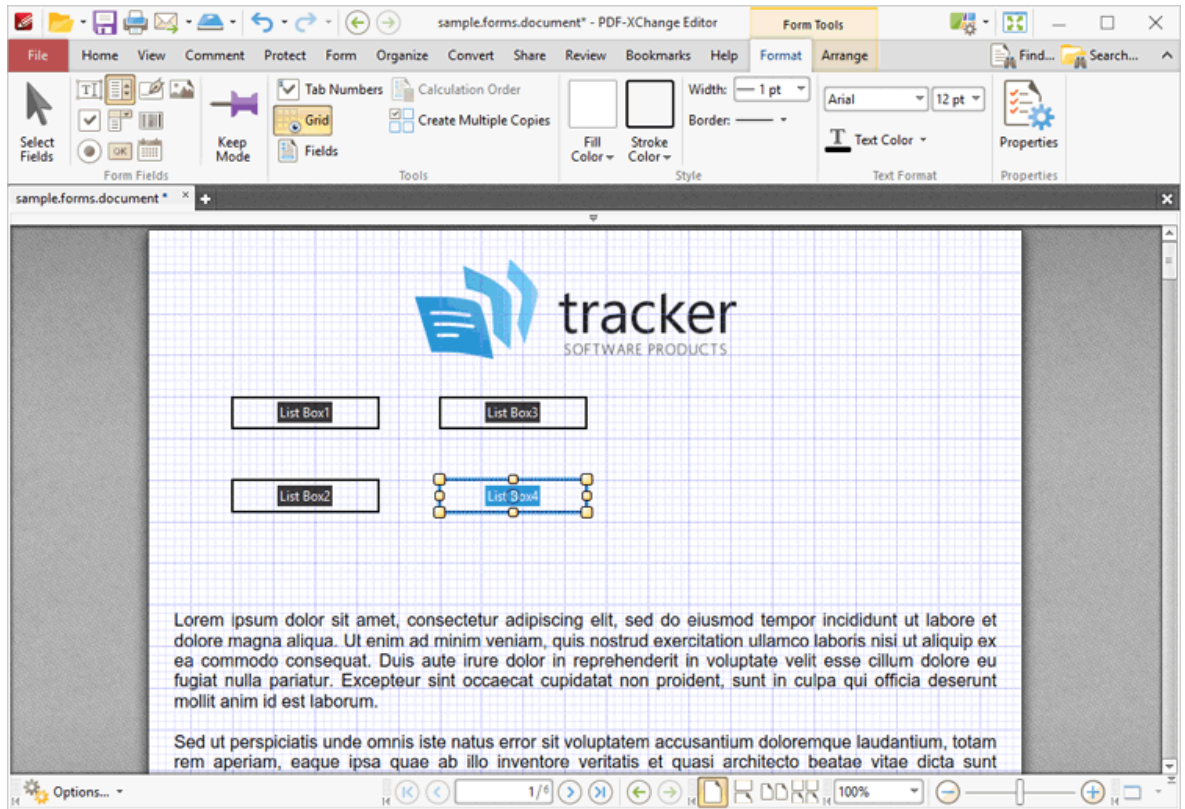 sample.forms.document* - PDF-XChange Editor
Form Tools
File Home View Comment Protect Form Organize Convert Share Review Bookmarks Help Format Arrange Find... Search...
Select Fields
OK
Form Fields
Keep Mode
Tab Numbers
Grid
Fields
Calculation Order
Create Multiple Copies
Tools
Fill Color
Stroke Color
Width: 1 pt
Border:
Style
Arial 12 pt
T Text Color
Text Format
Properties
Properties
sample.forms.document *
tracker
SOFTWARE PRODUCTS
List Box1 List Box3
List Box2 List Box4
Lorem ipsum dolor sit amet, consectetur adipiscing elit, sed do eiusmod tempor incididunt ut labore et
dolore magna aliqua. Ut enim ad minim veniam, quis nostrud exercitation ullamco laboris nisi ut aliquip ex
ea commodo consequat. Duis aute irure dolor in reprehenderit in voluptate velit esse cillum dolore eu
fugiat nulla pariatur. Excepteur sint occaecat cupidatat non proident, sunt in culpa qui officia deserunt
mollit anim id est laborum.
Sed ut perspiciatis unde omnis iste natus error sit voluptatem accusantium doloremque laudantium, totam
rem aperiam, eaque ipsa quae ab illo inventore veritatis et quasi architecto beatae vitae dicta sunt
Options... 1/6 100%